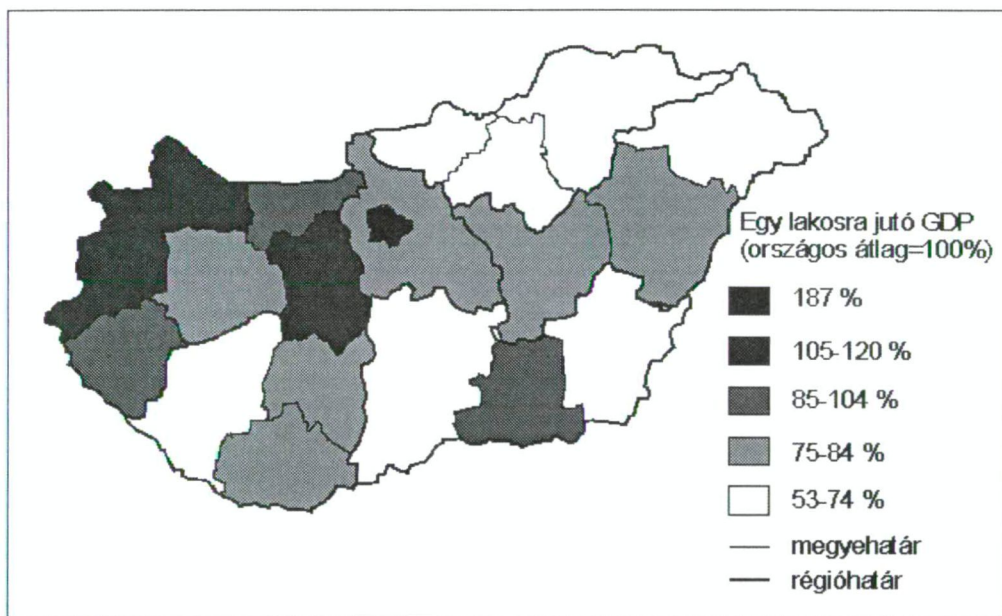 Egy lakosra jutó GDP
(országos átlag=100%)
187 %
105-120 %
85-104 %
75-84 %
53-74 %
megyehatár
régióhatár